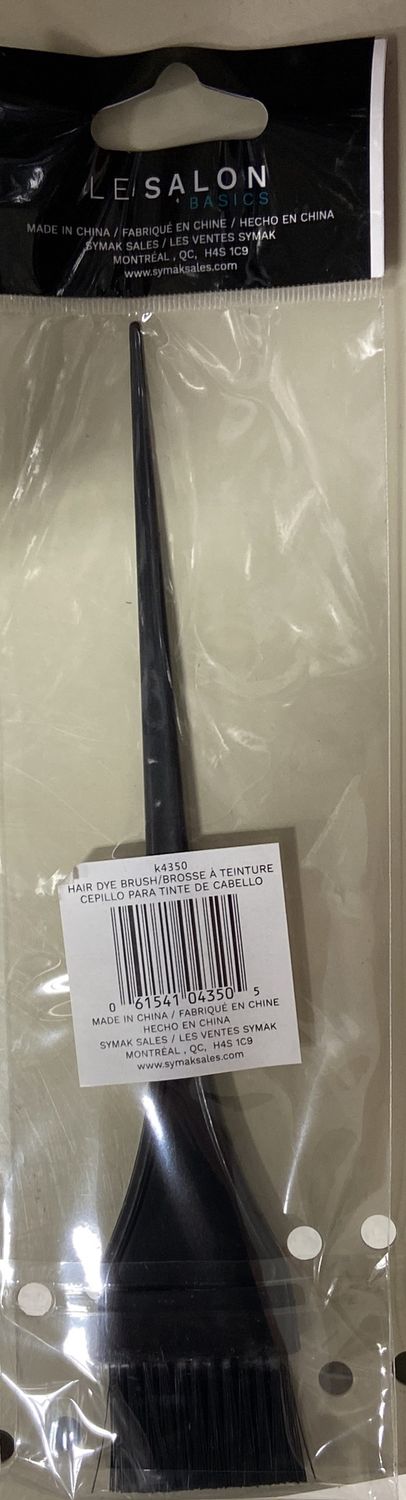 LE SALON
BASICS
MADE IN CHINA / FABRIQUÉ EN CHINE / HECHO EN CHINA
SYMAK SALES / LES VENTES SYMAK
MONTRÉAL , QC, H4S 1C9
www.symaksales.com
k4350
HAIR DYE BRUSH/BROSSE À TEINTURE
CEPILLO PARA TINTE DE CABELLO
0 61541 04350 5
MADE IN CHINA / FABRIQUÉ EN CHINE
HECHO EN CHINA
SYMAK SALES / LES VENTES SYMAK
MONTRÉAL , QC, H4S 1C9
www.symaksales.com